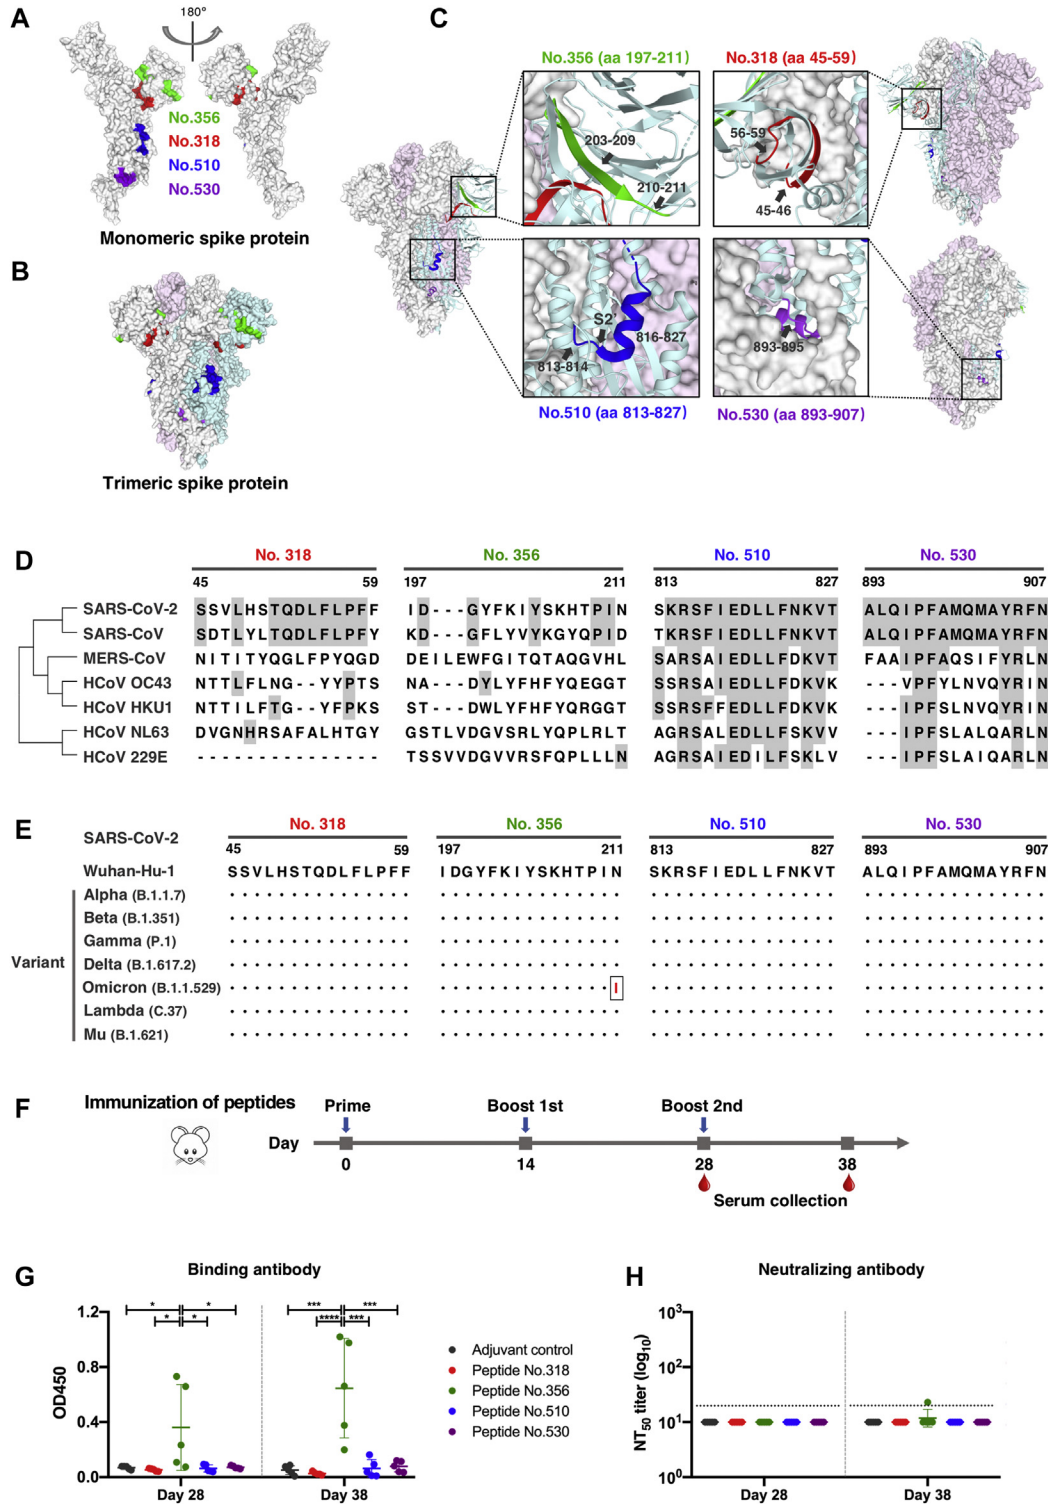 A
180°
No.356
No.318
No.510
No.530
Monomeric spike protein
B
Trimeric spike protein
C
No.356 (aa 197-211)
No.318 (aa 45-59)
203-209
210-211
56-59
45-46
S2'
816-827
813-814
893-895
No.510 (aa 813-827)
No.530 (aa 893-907)
D
No. 318 No. 356 No. 510 No. 530
45 59 197 211 813 827 893 907
SARS-CoV-2 SSVLHSTQDLFLPFF ID---GYFKIYSKHTPIN SKRSFIEDLLFNKVT ALQIPFAMQMAYRFN
SARS-CoV SDTLYLTQDLFLPFY KD---GFLYVYKGYQPID TKRSFIEDLLFNKVT ALQIPFAMQMAYRFN
MERS-CoV NITITYQGLFPYQGD DEILEWFGITQTAQGVHL SARSAIEDLLFDKVT FAAIPFAQSIFYRLN
HCoV OC43 NTTLFLNG--YYPTS NA---DVLYFHFYQEGGT SSRSAIEDLLFDKVK ---VPFYLNVQYRIN
HCoV HKU1 NTTILFTG--YFPKS ST---DWLYFHFYQRGGT SSRSFFEDLLFDKVK ---IPFSLNVQYRIN
HCoV NL63 DVGNHRSAFALHTGY GSTLVDGVSRLYQPLRLT AGRSALEDLLFSKVV ---IPFSLALQARLN
HCoV 229E --------------- TSSVVDGVVRSFQPLLLN AGRSAIEDILFSKLV ---IPFSLAIQARLN
E
SARS-CoV-2 No. 318 No. 356 No. 510 No. 530
45 59 197 211 813 827 893 907
Wuhan-Hu-1 SSVLHSTQDLFLPFF IDGYFKIYSKHTPIN SKRSFIEDLLFNKVT ALQIPFAMQMAYRFN
Variant
Alpha (B.1.1.7) ............... ............... ............... ...............
Beta (B.1.351) ............... ............... ............... ...............
Gamma (P.1) ............... ............... ............... ...............
Delta (B.1.617.2) ............... ............... ............... ...............
Omicron (B.1.1.529) ............... ..............I ............... ...............
Lambda (C.37) ............... ............... ............... ...............
Mu (B.1.621) ............... ............... ............... ...............
F
Immunization of peptides
Prime Boost 1st Boost 2nd
Day
0 14 28 38
Serum collection
G
Binding antibody
OD450
1.2
0.8
0.4
0.0
* * * *
*** **** *** ***
Day 28 Day 38
Adjuvant control
Peptide No.318
Peptide No.356
Peptide No.510
Peptide No.530
H
Neutralizing antibody
NT50 titer (log10)
10³
10²
10¹
10⁰
Day 28 Day 38